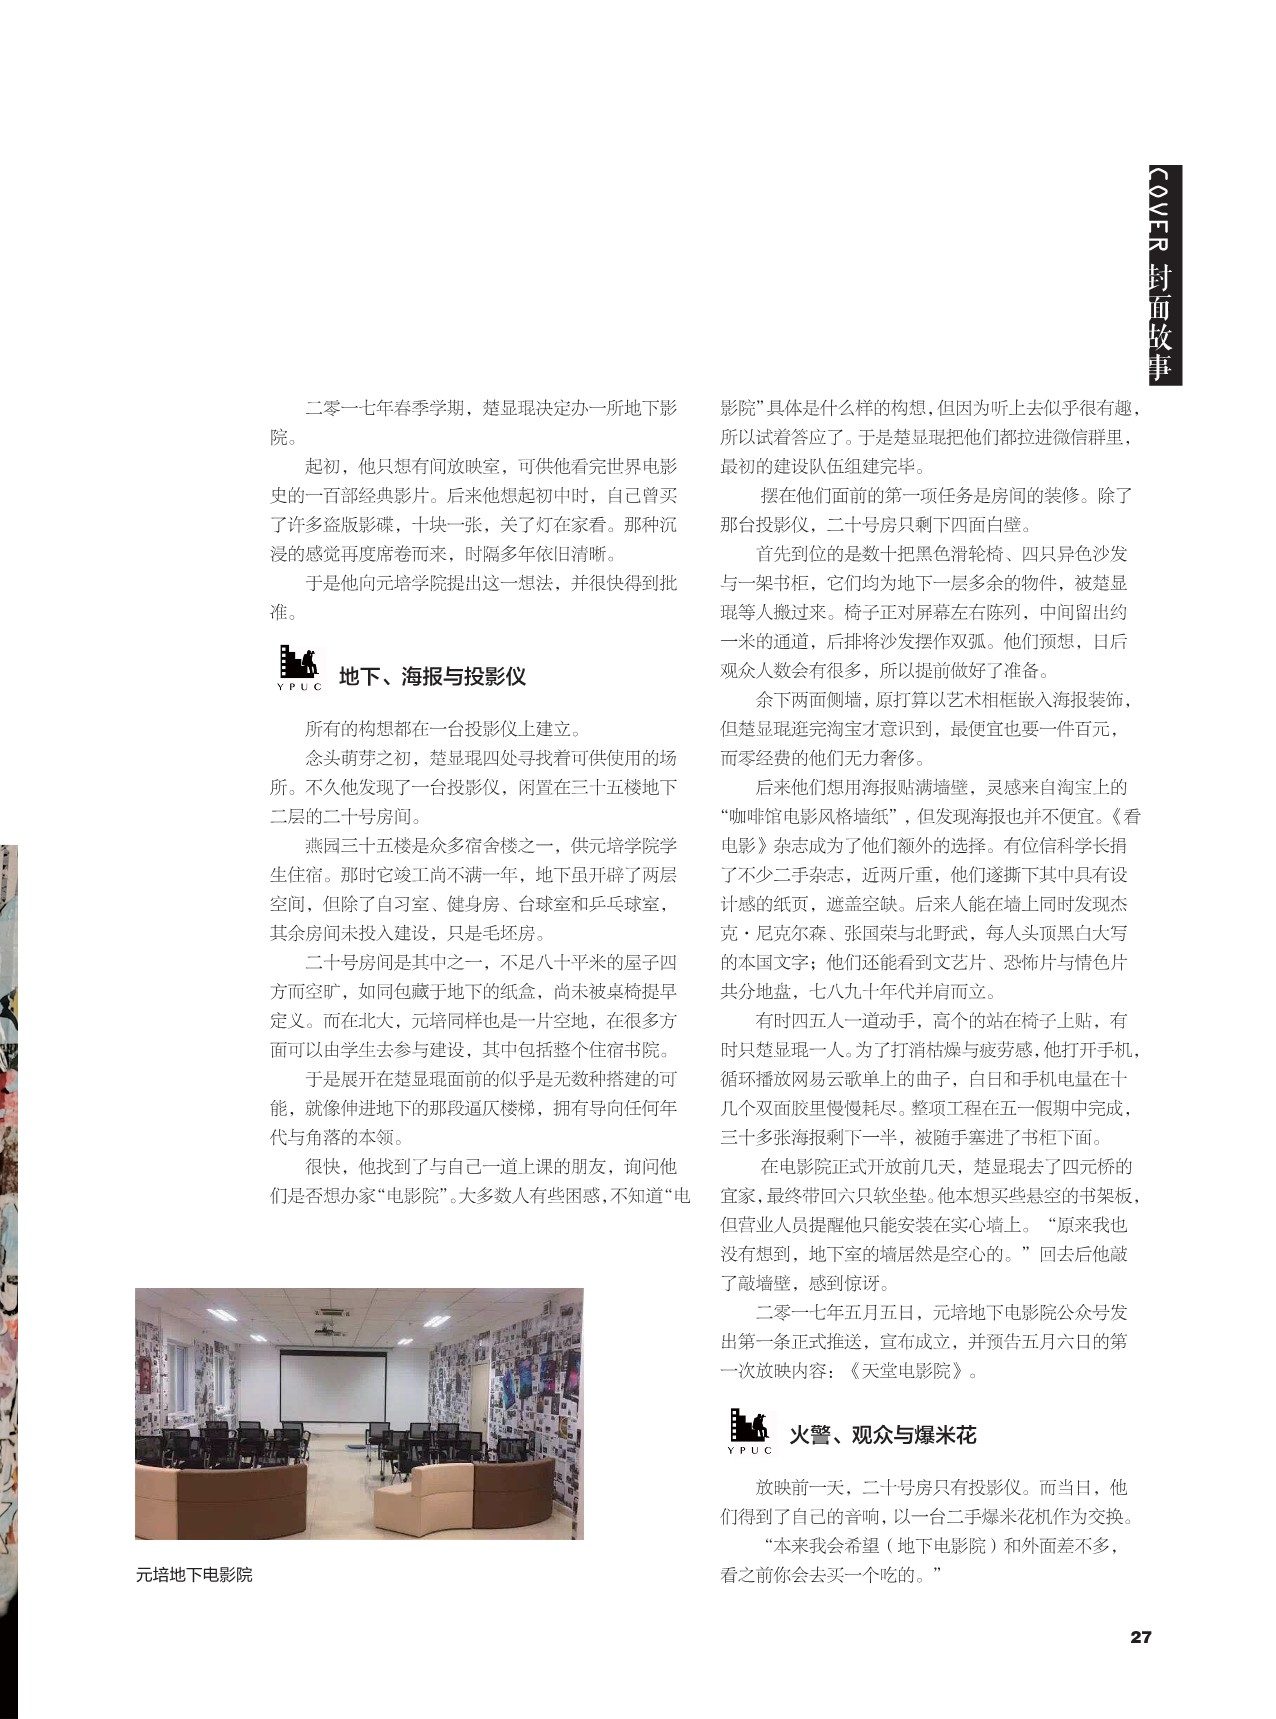 COVER 封面故事
二零一七年春季学期，楚显琨决定办一所地下影
院。
起初，他只想有间放映室，可供他看完世界电影
史的一百部经典影片。后来他想起初中时，自己曾买
了许多盗版影碟，十块一张，关了灯在家看。那种沉
浸的感觉再度席卷而来，时隔多年依旧清晰。
于是他向元培学院提出这一想法，并很快得到批
准。
YPUC
地下、海报与投影仪
所有的构想都在一台投影仪上建立。
念头萌芽之初，楚显琨四处寻找着可供使用的场
所。不久他发现了一台投影仪，闲置在三十五楼地下
二层的二十号房间。
燕园三十五楼是众多宿舍楼之一，供元培学院学
生住宿。那时它竣工尚不满一年，地下虽开辟了两层
空间，但除了自习室、健身房、台球室和乒乓球室，
其余房间未投入建设，只是毛坯房。
二十号房间是其中之一，不足八十平米的屋子四
方而空旷，如同包藏于地下的纸盒，尚未被桌椅提早
定义。而在北大，元培同样也是一片空地，在很多方
面可以由学生去参与建设，其中包括整个住宿书院。
于是展开在楚显琨面前的似乎是无数种搭建的可
能，就像伸进地下的那段逼仄楼梯，拥有导向任何年
代与角落的本领。
很快，他找到了与自己一道上课的朋友，询问他
们是否想办家“电影院”。大多数人有些困惑，不知道“电
影院”具体是什么样的构想，但因为听上去似乎很有趣，
所以试着答应了。于是楚显琨把他们都拉进微信群里，
最初的建设队伍组建完毕。
摆在他们面前的第一项任务是房间的装修。除了
那台投影仪，二十号房只剩下四面白壁。
首先到位的是数十把黑色滑轮椅、四只异色沙发
与一架书柜，它们均为地下一层多余的物件，被楚显
琨等人搬过来。椅子正对屏幕左右陈列，中间留出约
一米的通道，后排将沙发摆作双弧。他们预想，日后
观众人数会有很多，所以提前做好了准备。
余下两面侧墙，原打算以艺术相框嵌入海报装饰，
但楚显琨逛完淘宝才意识到，最便宜也要一件百元，
而零经费的他们无力奢侈。
后来他们想用海报贴满墙壁，灵感来自淘宝上的
“咖啡馆电影风格墙纸”，但发现海报也并不便宜。《看
电影》杂志成为了他们额外的选择。有位信科学长捐
了不少二手杂志，近两斤重，他们遂撕下其中具有设
计感的纸页，遮盖空缺。后来人能在墙上同时发现杰
克·尼克尔森、张国荣与北野武，每人头顶黑白大写
的本国文字；他们还能看到文艺片、恐怖片与情色片
共分地盘，七八九十年代并肩而立。
有时四五人一道动手，高个的站在椅子上贴，有
时只楚显琨一人。为了打消枯燥与疲劳感，他打开手机，
循环播放网易云歌单上的曲子，白日和手机电量在十
几个双面胶里慢慢耗尽。整项工程在五一假期中完成，
三十多张海报剩下一半，被随手塞进了书柜下面。
在电影院正式开放前几天，楚显琨去了四元桥的
宜家，最终带回六只软坐垫。他本想买些悬空的书架板，
但营业人员提醒他只能安装在实心墙上。“原来我也
没有想到，地下室的墙居然是空心的。”回去后他敲
了敲墙壁，感到惊讶。
二零一七年五月五日，元培地下电影院公众号发
出第一条正式推送，宣布成立，并预告五月六日的第
一次放映内容：《天堂电影院》。
YPUC
火警、观众与爆米花
放映前一天，二十号房只有投影仪。而当日，他
们得到了自己的音响，以一台二手爆米花机作为交换。
“本来我会希望（地下电影院）和外面差不多，
看之前你会去买一个吃的。”
元培地下电影院
27